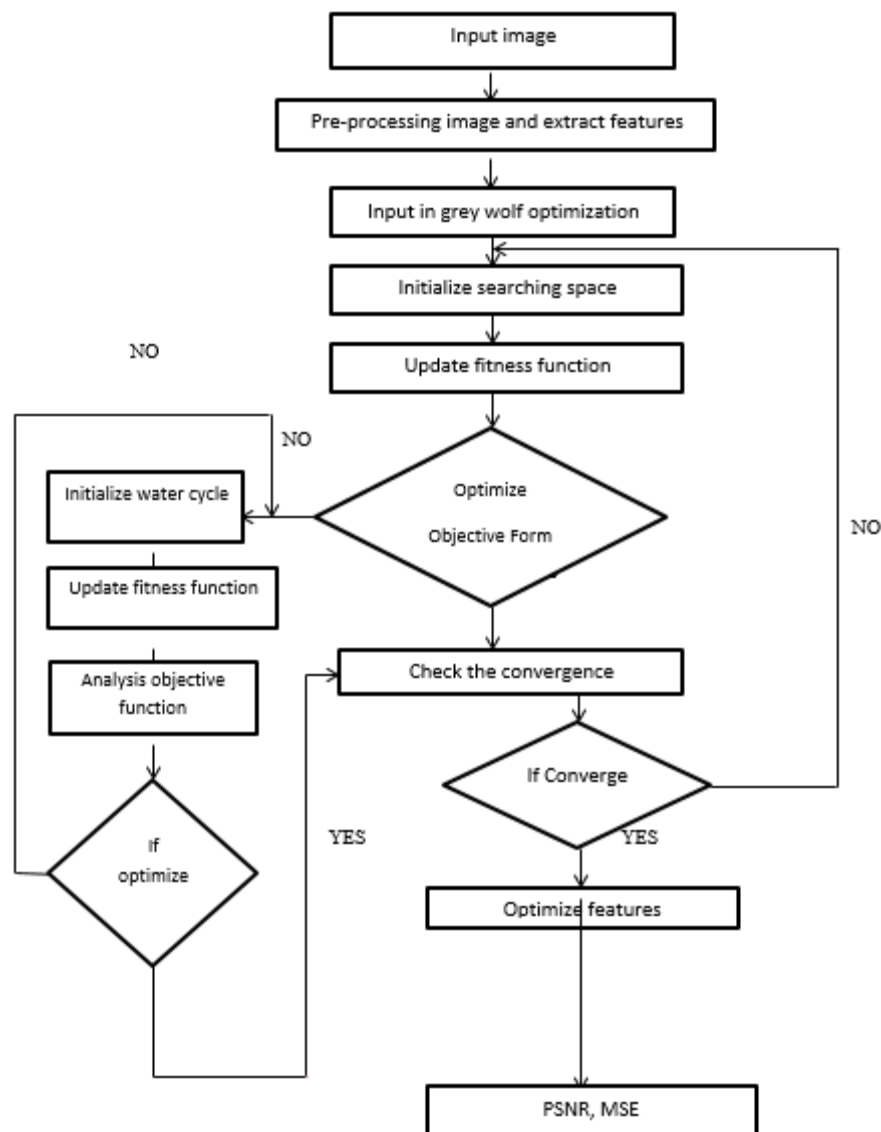 Input image
Pre-processing image and extract features
Input in grey wolf optimization
Initialize searching space
NO
Update fitness function
NO
Initialize water cycle
Optimize
Objective Form
NO
Update fitness function
Check the convergence
Analysis objective
function
If Converge
YES
YES
If
optimize
Optimize features
PSNR, MSE